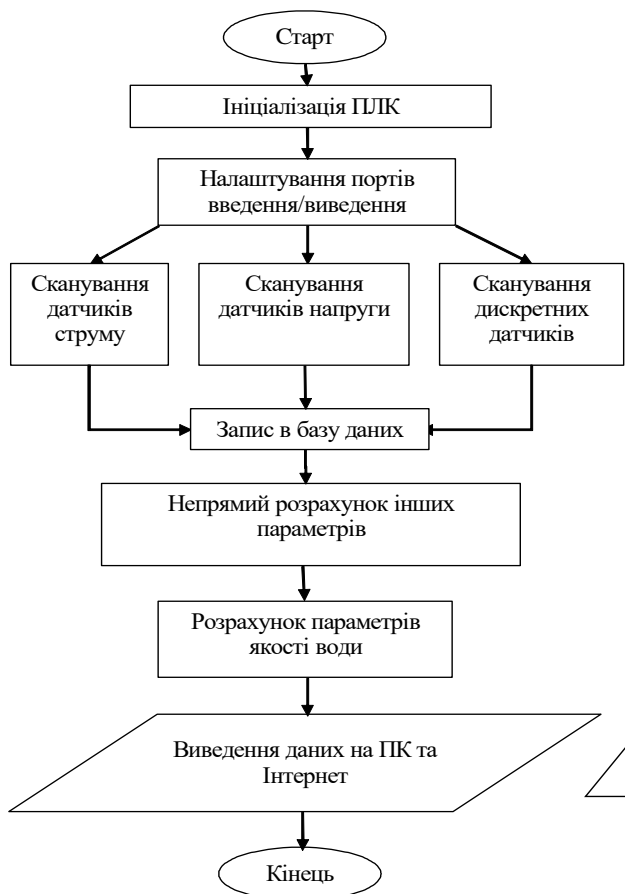 Старт
Ініціалізація ПЛК
Налаштування портів
введення/виведення
Сканування
датчиків
струму
Сканування
датчиків напруги
Сканування
дискретних
датчиків
Запис в базу даних
Непрямий розрахунок інших
параметрів
Розрахунок параметрів
якості води
Виведення даних на ПК та
Інтернет
Кінець